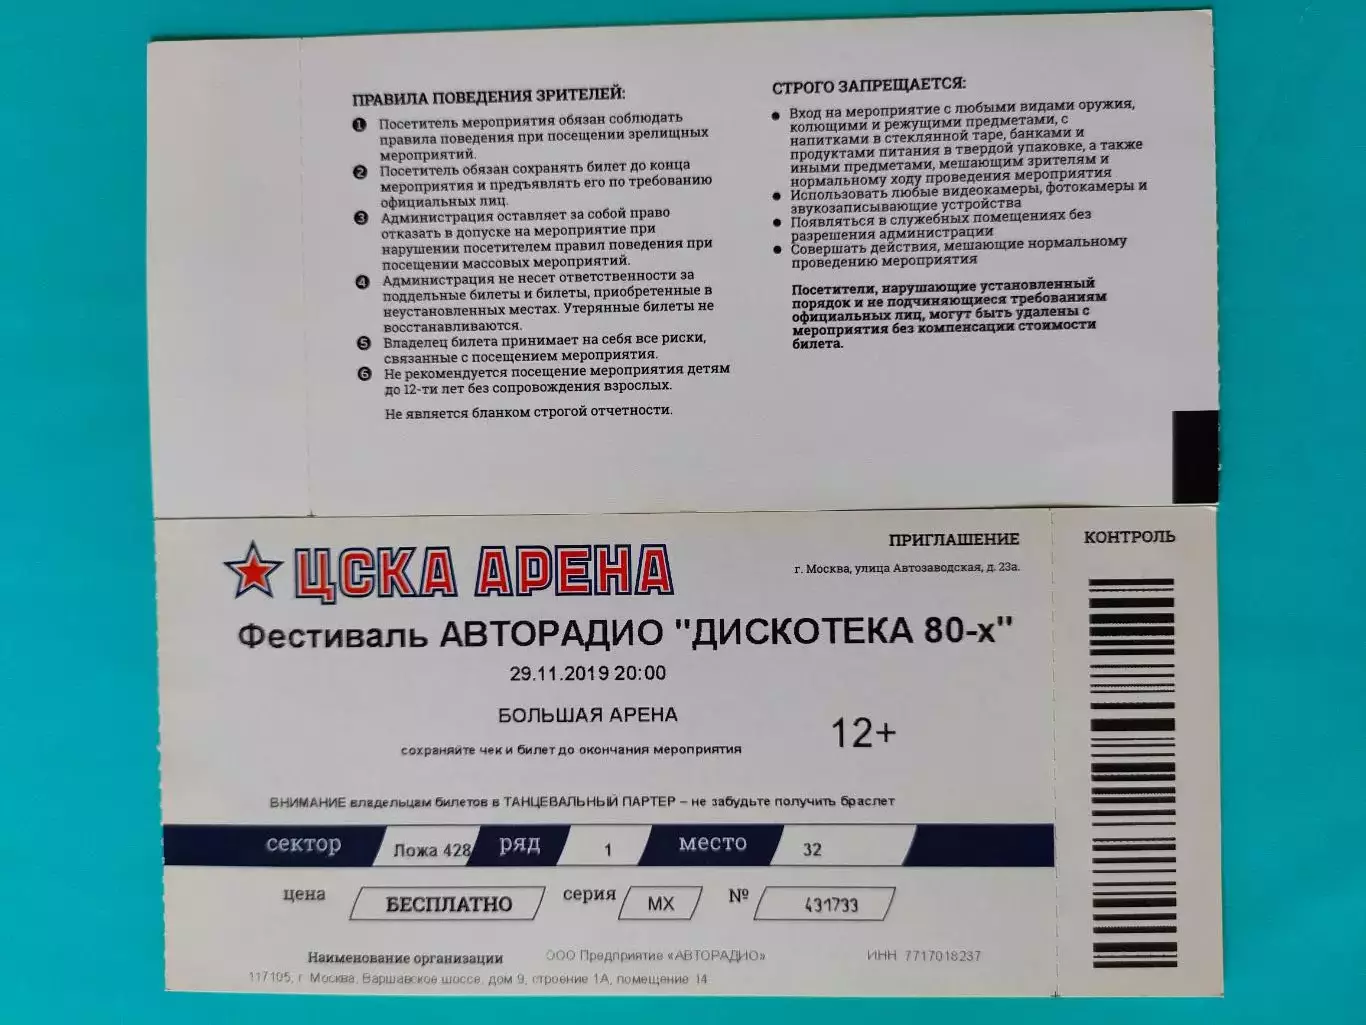 ПРАВИЛА ПОВЕДЕНИЯ ЗРИТЕЛЕЙ:
1 Посетитель мероприятия обязан соблюдать
правила поведения при посещении зрелищных
мероприятий.
2 Посетитель обязан сохранять билет до конца
мероприятия и предъявлять его по требованию
официальных лиц.
3 Администрация оставляет за собой право
отказать в допуске на мероприятие при
нарушении посетителем правил поведения при
посещении массовых мероприятий.
4 Администрация не несет ответственности за
поддельные билеты и билеты, приобретенные в
неустановленных местах. Утерянные билеты не
восстанавливаются.
5 Владелец билета принимает на себя все риски,
связанные с посещением мероприятия.
6 Не рекомендуется посещение мероприятия детям
до 12-ти лет без сопровождения взрослых.
Не является бланком строгой отчетности.
СТРОГО ЗАПРЕЩАЕТСЯ:
● Вход на мероприятие с любыми видами оружия,
колющими и режущими предметами, с
напитками в стеклянной таре, банками и
продуктами питания в твердой упаковке, а также
иными предметами, мешающим зрителям и
нормальному ходу проведения мероприятия
● Использовать любые видеокамеры, фотокамеры и
звукозаписывающие устройства
● Появляться в служебных помещениях без
разрешения администрации
● Совершать действия, мешающие нормальному
проведению мероприятия
Посетители, нарушающие установленный
порядок и не подчиняющиеся требованиям
официальных лиц, могут быть удалены с
мероприятия без компенсации стоимости
билета.
ЦСКА АРЕНА
ПРИГЛАШЕНИЕ
г. Москва, улица Автозаводская, д. 23а.
Фестиваль АВТОРАДИО "ДИСКОТЕКА 80-х"
29.11.2019 20:00
БОЛЬШАЯ АРЕНА
12+
сохраняйте чек и билет до окончания мероприятия
ВНИМАНИЕ владельцам билетов в ТАНЦЕВАЛЬНЫЙ ПАРТЕР – не забудьте получить браслет
сектор Ложа 428 ряд 1 место 32
цена БЕСПЛАТНО серия МХ № 431733
Наименование организации ООО Предприятие «АВТОРАДИО» ИНН 7717018237
117105, г Москва, Варшавское шоссе, дом 9, строение 1А, помещение 14
КОНТРОЛЬ